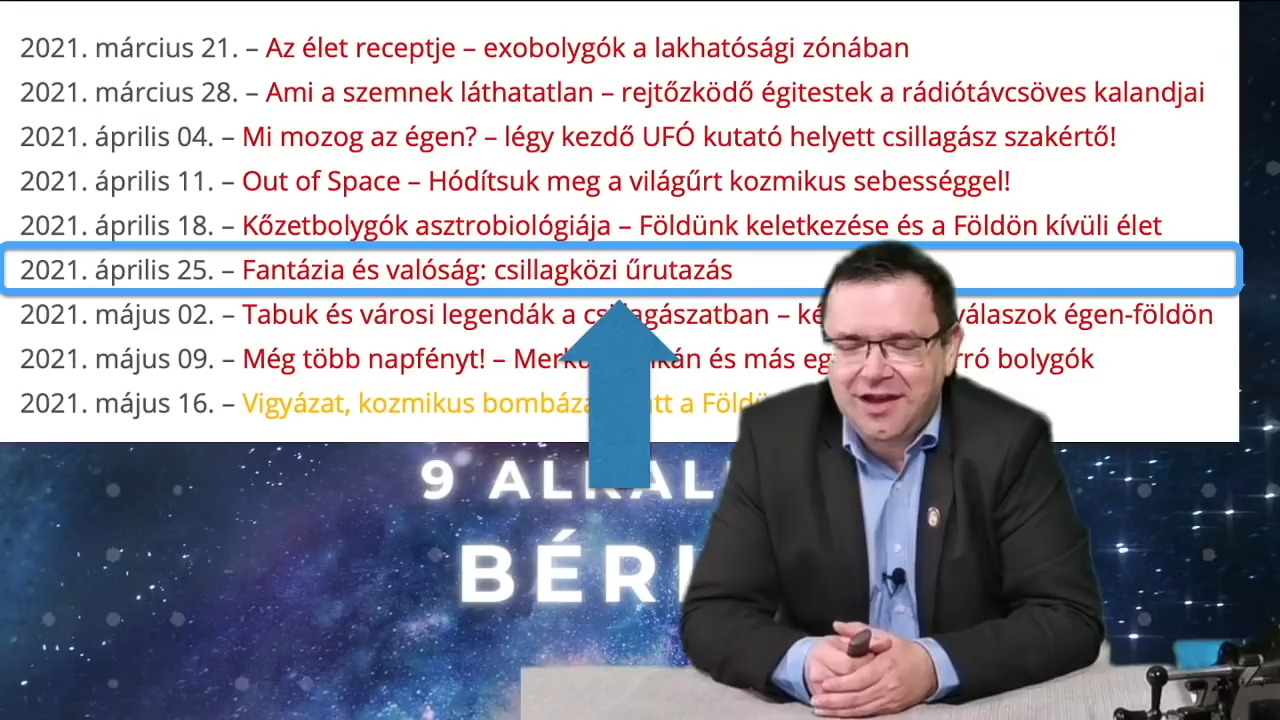 2021. március 21. – Az élet receptje – exobolygók a lakhatósági zónában
2021. március 28. – Ami a szemnek láthatatlan – rejtőzködő égitestek a rádiótávcsöves kalandjai
2021. április 04. – Mi mozog az égen? – légy kezdő UFÓ kutató helyett csillagász szakértő!
2021. április 11. – Out of Space – Hódítsuk meg a világűrt kozmikus sebességgel!
2021. április 18. – Kőzetbolygók asztrobiológiája – Földünk keletkezése és a Földön kívüli élet
2021. április 25. – Fantázia és valóság: csillagközi űrutazás
2021. május 02. – Tabuk és városi legendák a – válaszok égen-földön
2021. május 09. – Még több napfényt! – és más bolygók
2021. május 16. – Vigyázat, kozmikus a
9